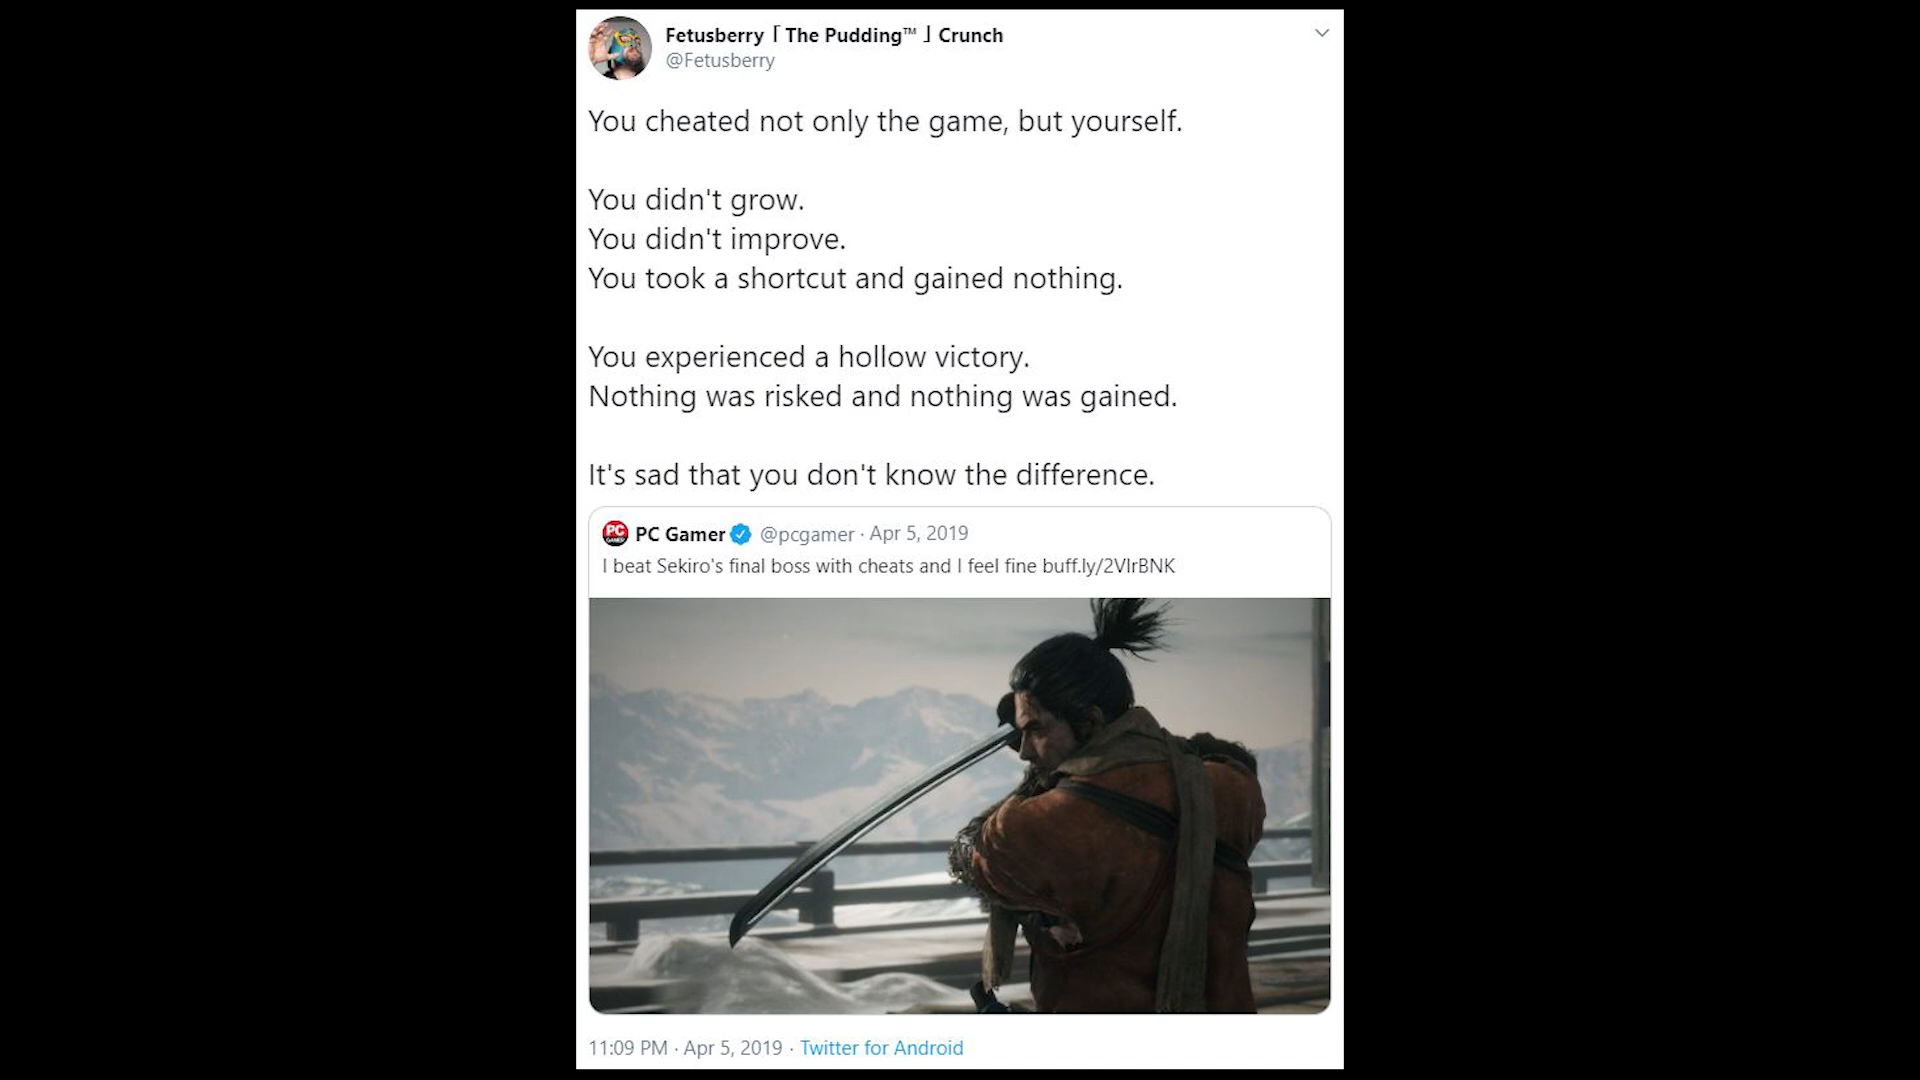 Fetusberry「The Pudding™」Crunch
@Fetusberry
You cheated not only the game, but yourself.
You didn't grow.
You didn't improve.
You took a shortcut and gained nothing.
You experienced a hollow victory.
Nothing was risked and nothing was gained.
It's sad that you don't know the difference.
PC GAMER PC Gamer @pcgamer · Apr 5, 2019
I beat Sekiro's final boss with cheats and I feel fine buff.ly/2VIrBNK
11:09 PM · Apr 5, 2019 · Twitter for Android